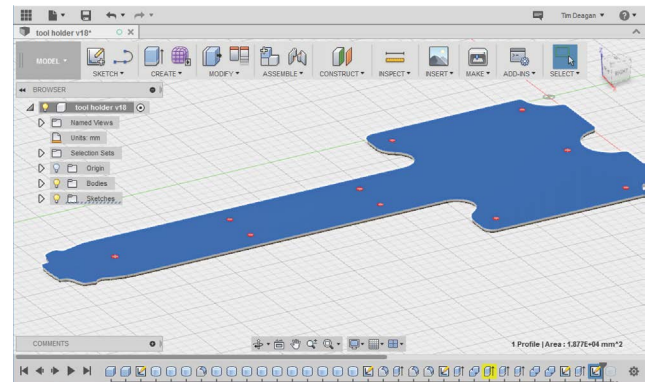 Tim Deagan
tool holder v18*
MODEL
SKETCH
CREATE
MODIFY
ASSEMBLE
CONSTRUCT
INSPECT
INSERT
MAKE
ADD-INS
SELECT
RIGHT
BROWSER
tool holder v18
Named Views
Units: mm
Selection Sets
Origin
Bodies
Sketches
COMMENTS
1 Profile | Area : 1.877E+04 mm^2